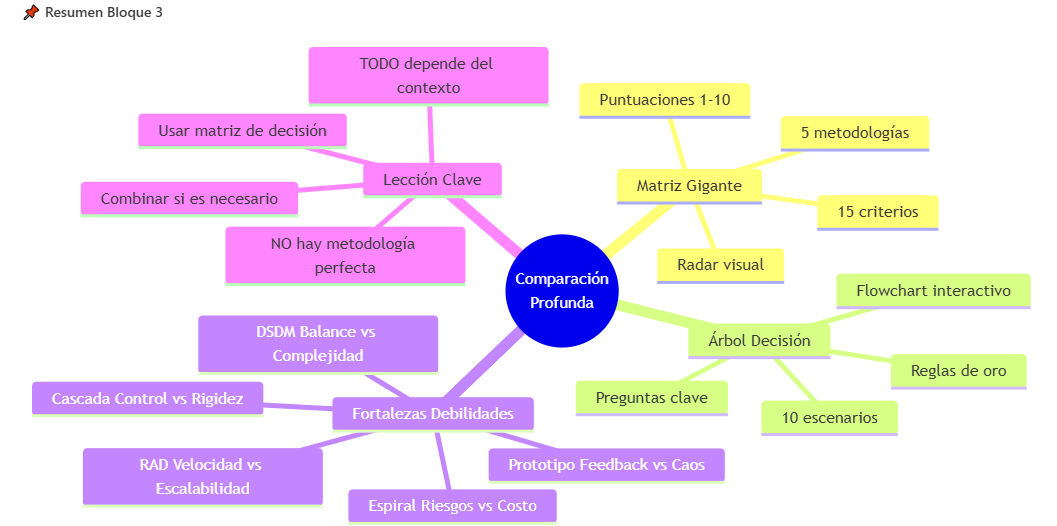 📌 Resumen Bloque 3
TODO depende del
contexto
Usar matriz de decisión
Lección Clave
Combinar si es necesario
NO hay metodología
perfecta
Puntuaciones 1-10
5 metodologías
Matriz Gigante
15 criterios
Radar visual
Comparación
Profunda
Flowchart interactivo
Árbol Decisión
Reglas de oro
Preguntas clave
10 escenarios
DSDM Balance vs
Complejidad
Cascada Control vs Rigidez
Fortalezas Debilidades
RAD Velocidad vs
Escalabilidad
Prototipo Feedback vs Caos
Espiral Riesgos vs Costo